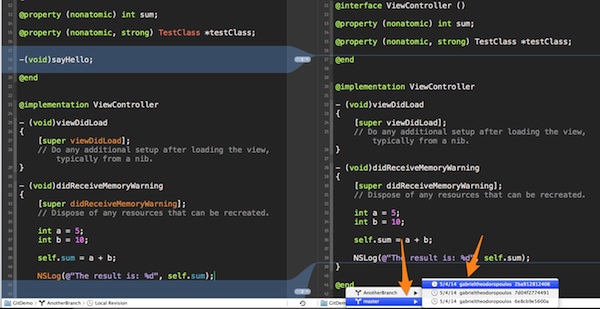 @property (nonatomic) int sum;
@property (nonatomic, strong) TestClass *testClass;
-(void)sayHello;
@end
@implementation ViewController
- (void)viewDidLoad
{
[super viewDidLoad];
// Do any additional setup after loading the view,
typically from a nib.
}
- (void)didReceiveMemoryWarning
{
[super didReceiveMemoryWarning];
// Dispose of any resources that can be recreated.
int a = 5;
int b = 10;
self.sum = a + b;
NSLog(@"The result is: %d", self.sum);
GitDemo AnotherBranch Local Revision
@interface ViewController ()
@property (nonatomic) int sum;
@property (nonatomic, strong) TestClass *testClass;
@end
@implementation ViewController
- (void)viewDidLoad
{
[super viewDidLoad];
// Do any additional setup after loading the view,
typically from a nib.
}
- (void)didReceiveMemoryWarning
{
[super didReceiveMemoryWarning];
// Dispose of any resources that can be recreated.
int a = 5;
int b = 10;
self.sum = a + b;
NSLog(@"The result is: %d", self.sum);
}
@end
GitDemo
AnotherBranch
master
5/4/14 gabrieltheodoropoulos 2ba912812406
5/4/14 gabrieltheodoropoulos 7d04f2774491
5/4/14 gabrieltheodoropoulos 6e8cb9e5600a